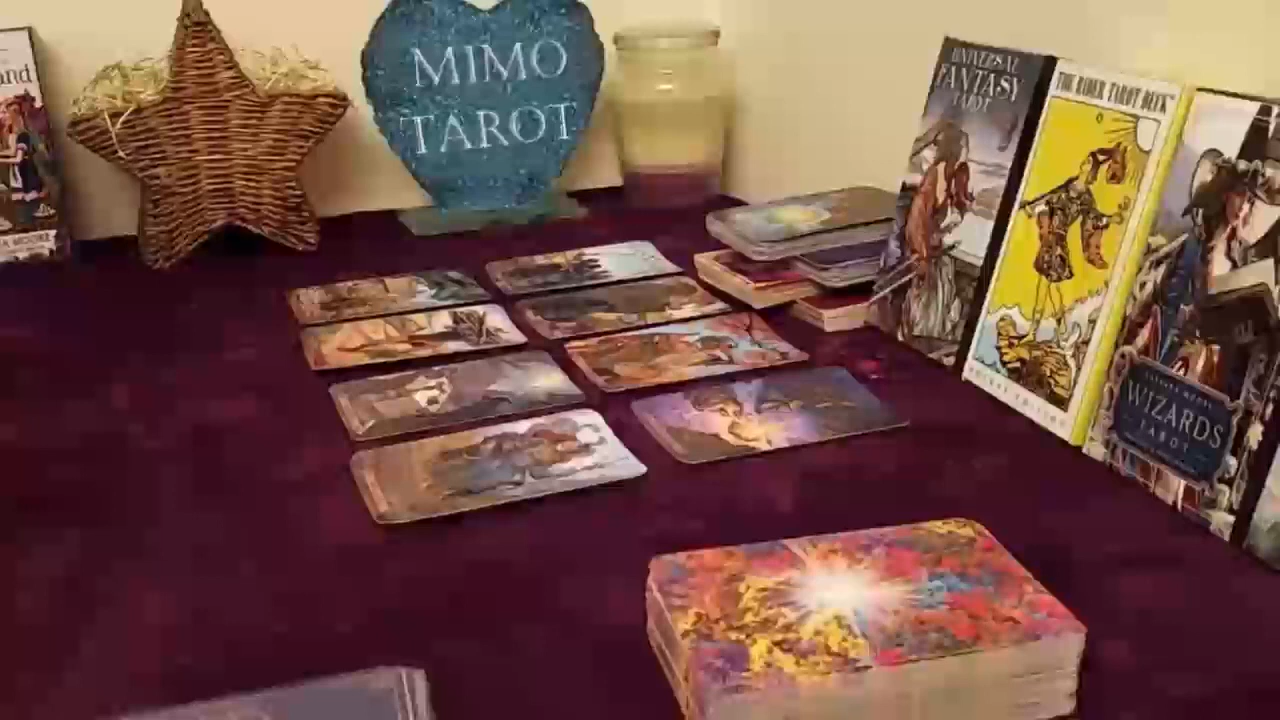 MIMO
TAROT
UNIVERSAL
FANTASY
TAROT
THE RIDER TAROT DECK
WIZARDS
TAROT